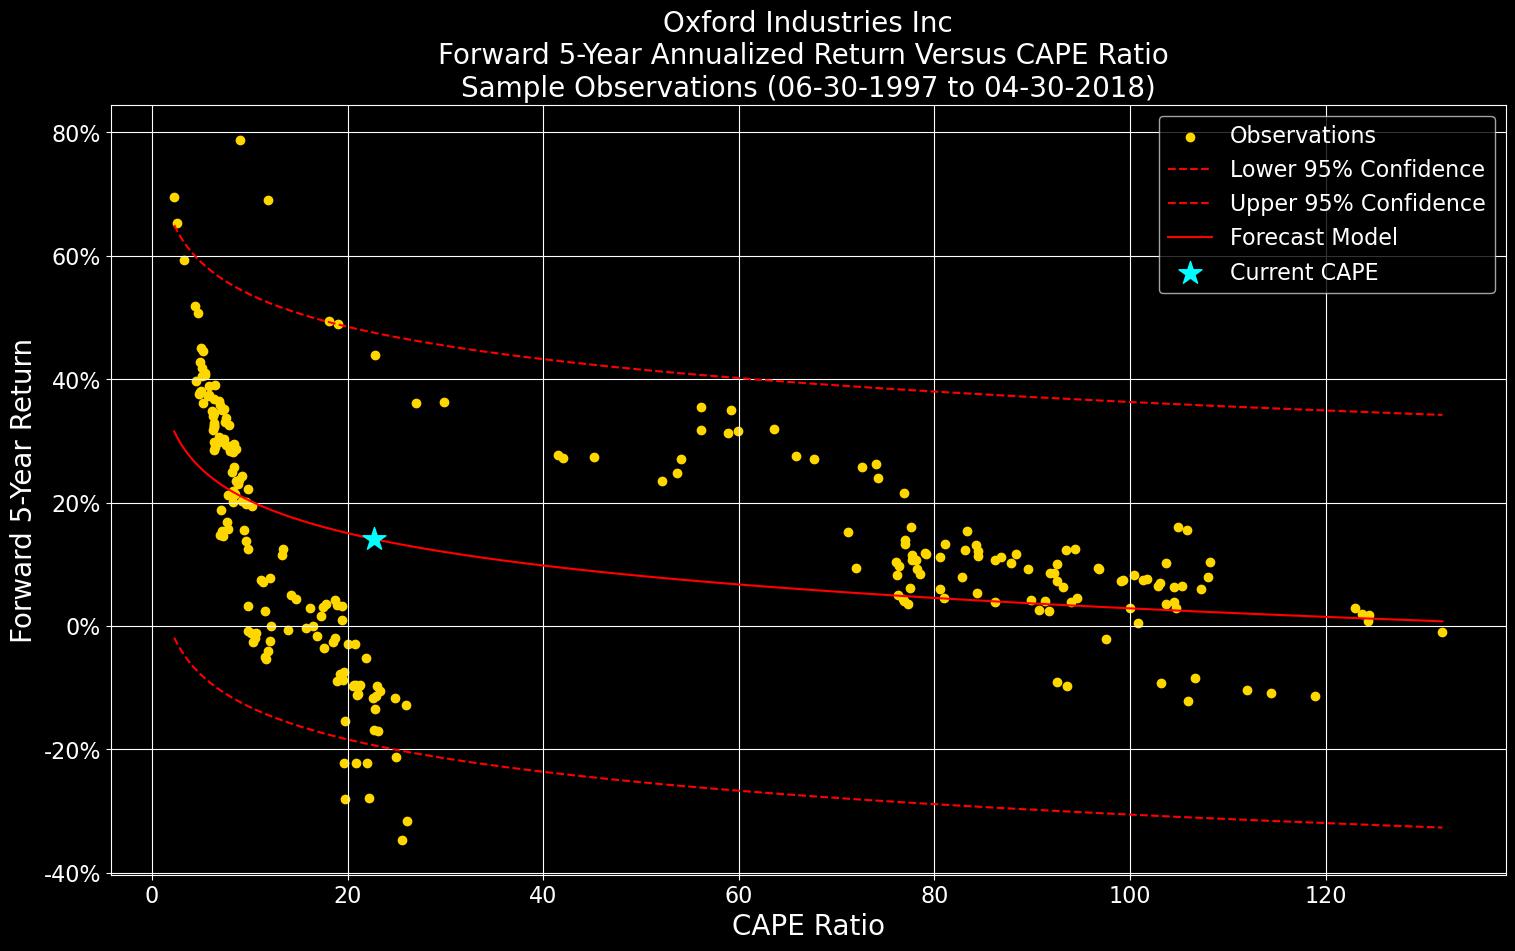 Oxford Industries Inc
Forward 5-Year Annualized Return Versus CAPE Ratio
Sample Observations (06-30-1997 to 04-30-2018)
Observations
Lower 95% Confidence
Upper 95% Confidence
Forecast Model
Current CAPE
Forward 5-Year Return
80%
60%
40%
20%
0%
-20%
-40%
0 20 40 60 80 100 120
CAPE Ratio